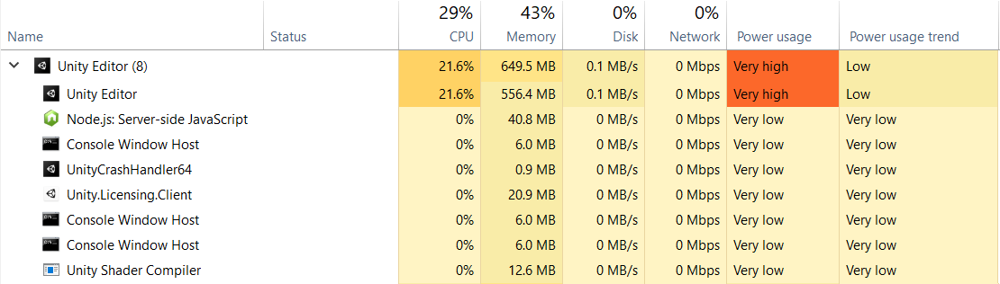 29% 43% 0% 0%
Name Status CPU Memory Disk Network Power usage Power usage trend
Unity Editor (8) 21.6% 649.5 MB 0.1 MB/s 0 Mbps Very high Low
Unity Editor 21.6% 556.4 MB 0.1 MB/s 0 Mbps Very high Low
Node.js: Server-side JavaScript 0% 40.8 MB 0 MB/s 0 Mbps Very low Very low
Console Window Host 0% 6.0 MB 0 MB/s 0 Mbps Very low Very low
UnityCrashHandler64 0% 0.9 MB 0 MB/s 0 Mbps Very low Very low
Unity.Licensing.Client 0% 20.9 MB 0 MB/s 0 Mbps Very low Very low
Console Window Host 0% 6.0 MB 0 MB/s 0 Mbps Very low Very low
Console Window Host 0% 6.0 MB 0 MB/s 0 Mbps Very low Very low
Unity Shader Compiler 0% 12.6 MB 0 MB/s 0 Mbps Very low Very low